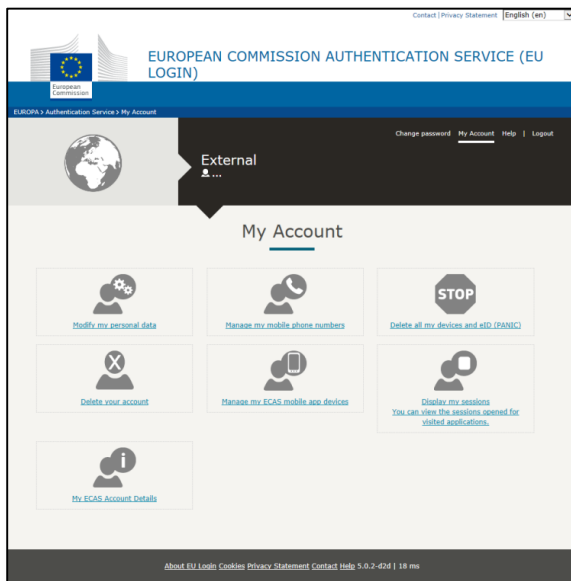 Contact | Privacy Statement English (en)
EUROPEAN COMMISSION AUTHENTICATION SERVICE (EU
LOGIN)
European
Commission
EUROPA > Authentication Service > My Account
Change password My Account Help | Logout
External
...
My Account
Modify my personal data
Manage my mobile phone numbers
STOP
Delete all my devices and eID (PANIC)
Delete your account
Manage my ECAS mobile app devices
Display my sessions
You can view the sessions opened for
visited applications.
My ECAS Account Details
About EU Login Cookies Privacy Statement Contact Help 5.0.2-d2d | 18 ms